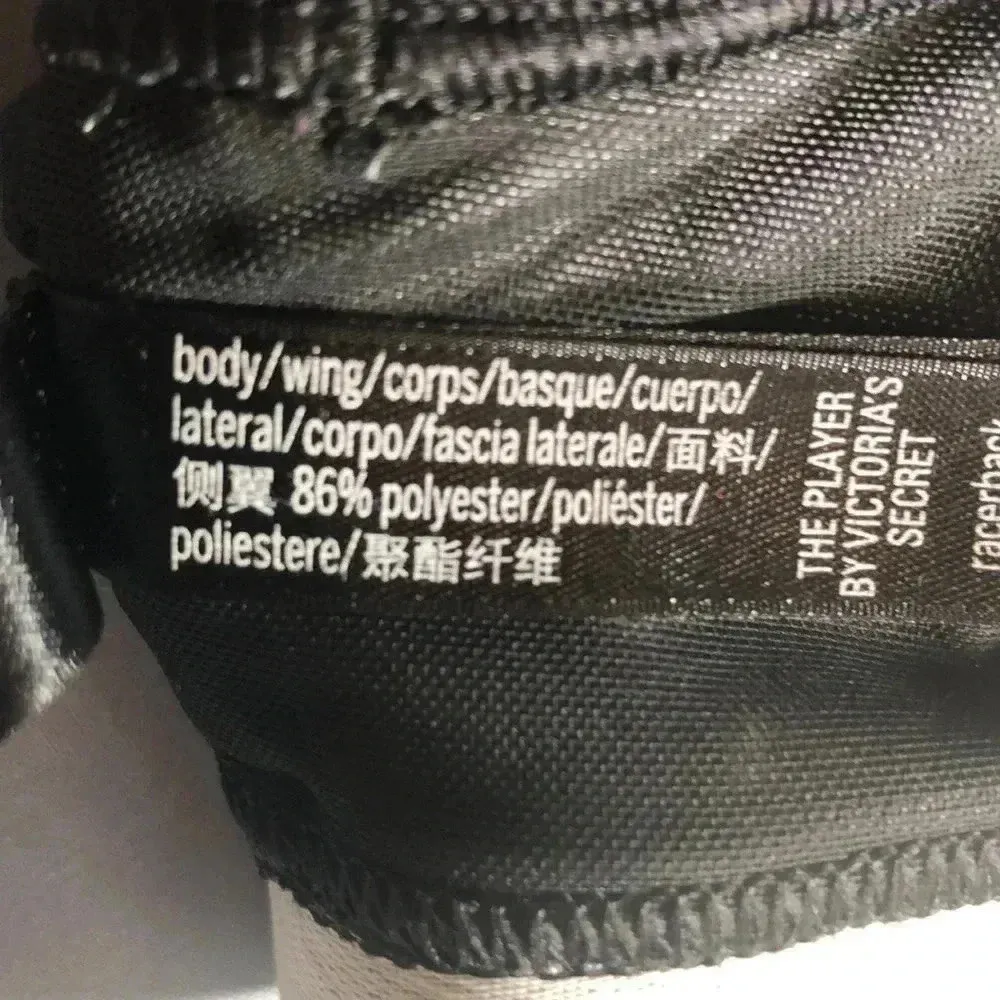 body/wing/corps/basque/cuerpo/
lateral/corpo/fascia laterale/面料/
侧翼 86% polyester/poliéster/
poliestere/聚酯纤维
THE PLAYER
BY VICTORIA'S
SECRET
racerback